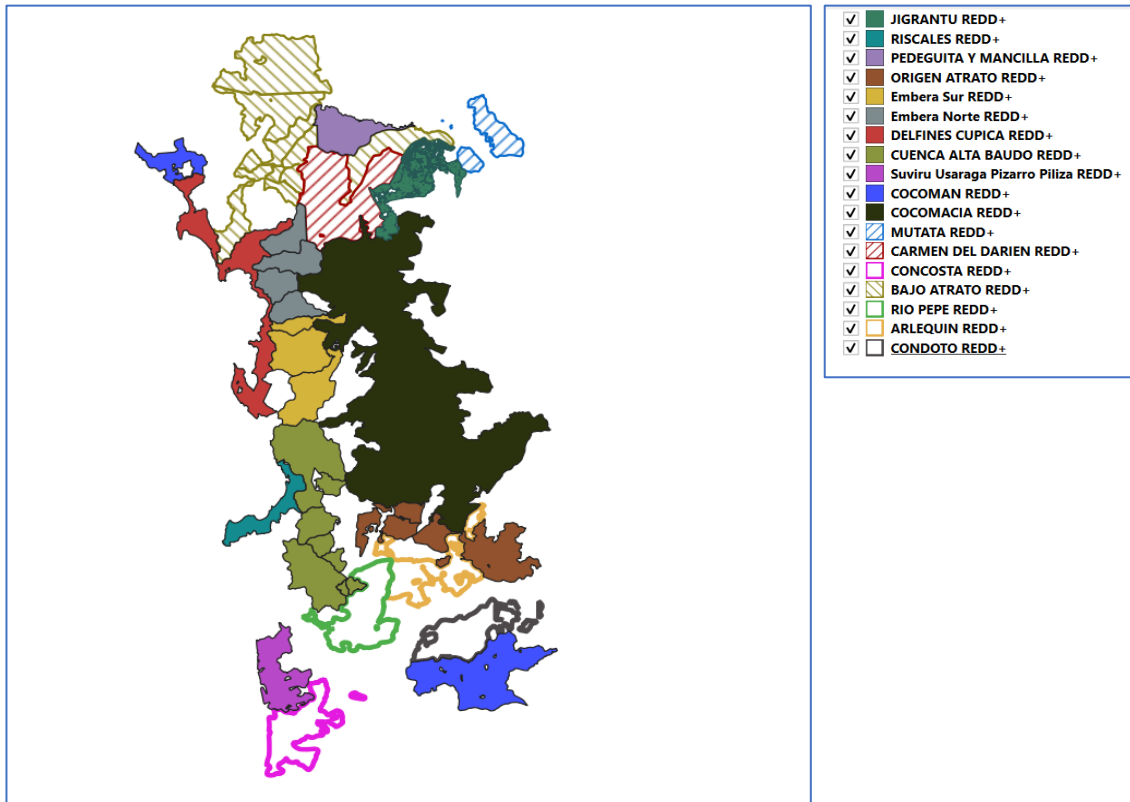 JIGRANTU REDD+
RISCALES REDD+
PEDEGUITA Y MANCILLA REDD+
ORIGEN ATRATO REDD+
Embera Sur REDD+
Embera Norte REDD+
DELFINES CUPICA REDD+
CUENCA ALTA BAUDO REDD+
Suviru Usaraga Pizarro Piliza REDD+
COCOMAN REDD+
COCOMACIA REDD+
MUTATA REDD+
CARMEN DEL DARIEN REDD+
CONCOSTA REDD+
BAJO ATRATO REDD+
RIO PEPE REDD+
ARLEQUIN REDD+
CONDOTO REDD+